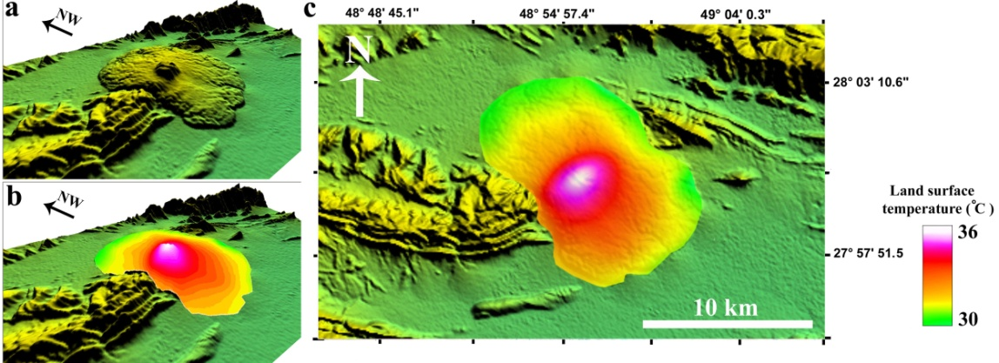 a
NW
b
NW
c
48° 48' 45.1" 48° 54' 57.4" 49° 04' 0.3"
N
28° 03' 10.6"
27° 57' 51.5
10 km
Land surface
temperature (°C)
36
30